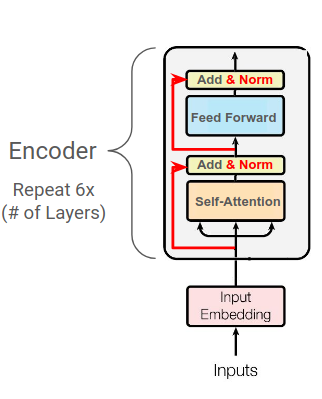 Add & Norm
Feed Forward
Encoder
Add & Norm
Repeat 6x
(# of Layers)
Self-Attention
Input
Embedding
Inputs